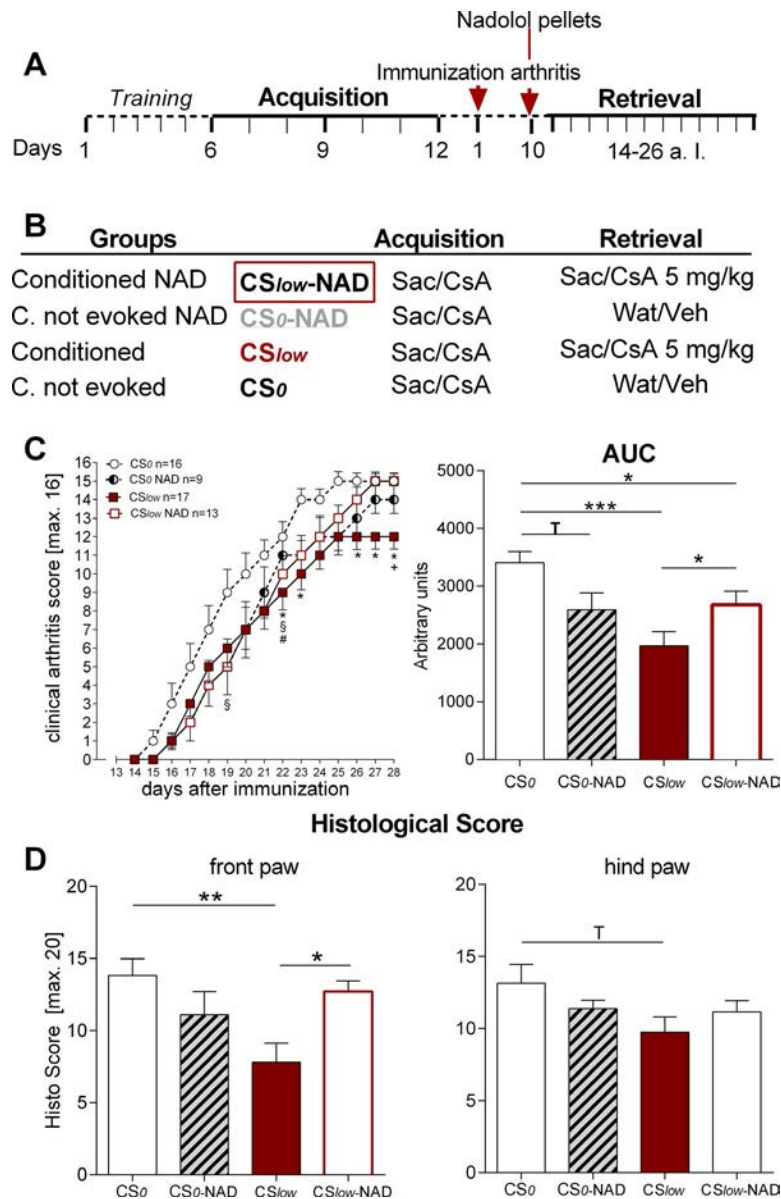 Nadolol pellets
A
Immunization arthritis
Training
Acquisition
Retrieval
Days 1 6 9 12 1 10 14-26 a. I.
B
Groups Acquisition Retrieval
Conditioned NAD CSlow-NAD Sac/CsA Sac/CsA 5 mg/kg
C. not evoked NAD CS0-NAD Sac/CsA Wat/Veh
Conditioned CSlow Sac/CsA Sac/CsA 5 mg/kg
C. not evoked CS0 Sac/CsA Wat/Veh
C
clinical arthritis score [max. 16]
16
15
14
13
12
11
10
9
8
7
6
5
4
3
2
1
0
CS0 n=16
CS0 NAD n=9
CSlow n=17
CSlow NAD n=13
§
*
§
#
*
*
*
*
+
13 14 15 16 17 18 19 20 21 22 23 24 25 26 27 28
days after immunization
AUC
Arbitrary units
5000
4000
3000
2000
1000
0
*
***
T
*
CS0 CS0-NAD CSlow CSlow-NAD
Histological Score
D
front paw
Histo Score [max. 20]
20
15
10
5
0
**
*
CS0 CS0-NAD CSlow CSlow-NAD
hind paw
20
15
10
5
0
T
CS0 CS0-NAD CSlow CSlow-NAD